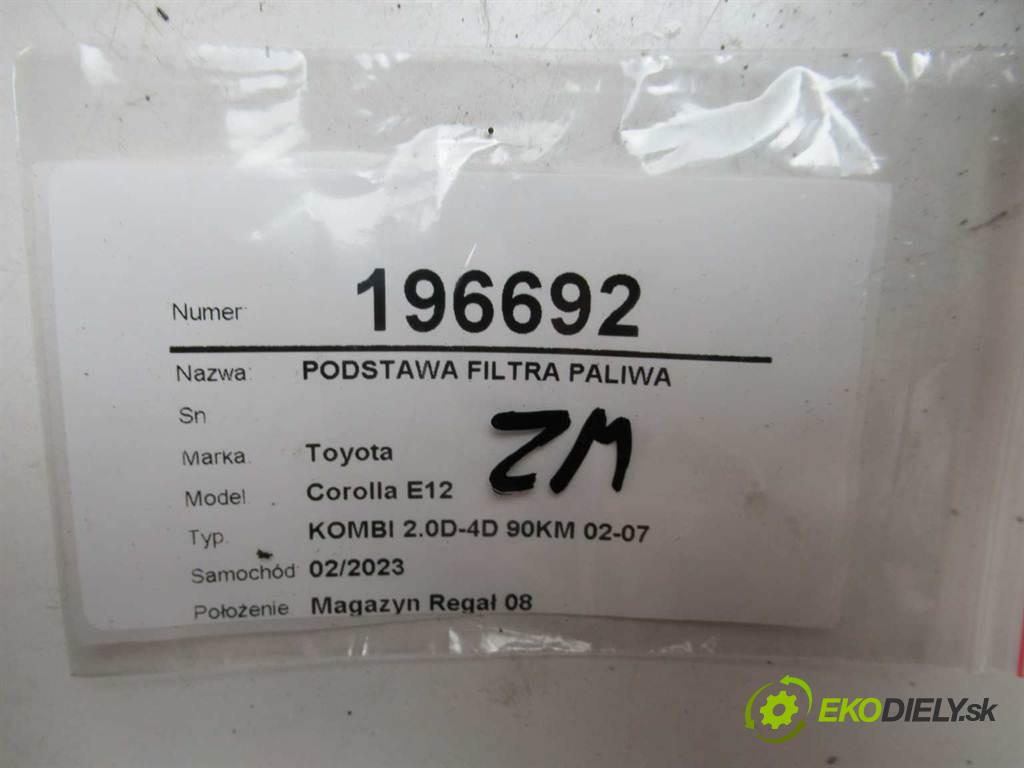 Numer: 196692
Nazwa: PODSTAWA FILTRA PALIWA
Sn
ZM
Marka. Toyota
Model Corolla E12
Typ. KOMBI 2.0D-4D 90KM 02-07
Samochód 02/2023
Położenie Magazyn Regał 08
EKODIELY.sk